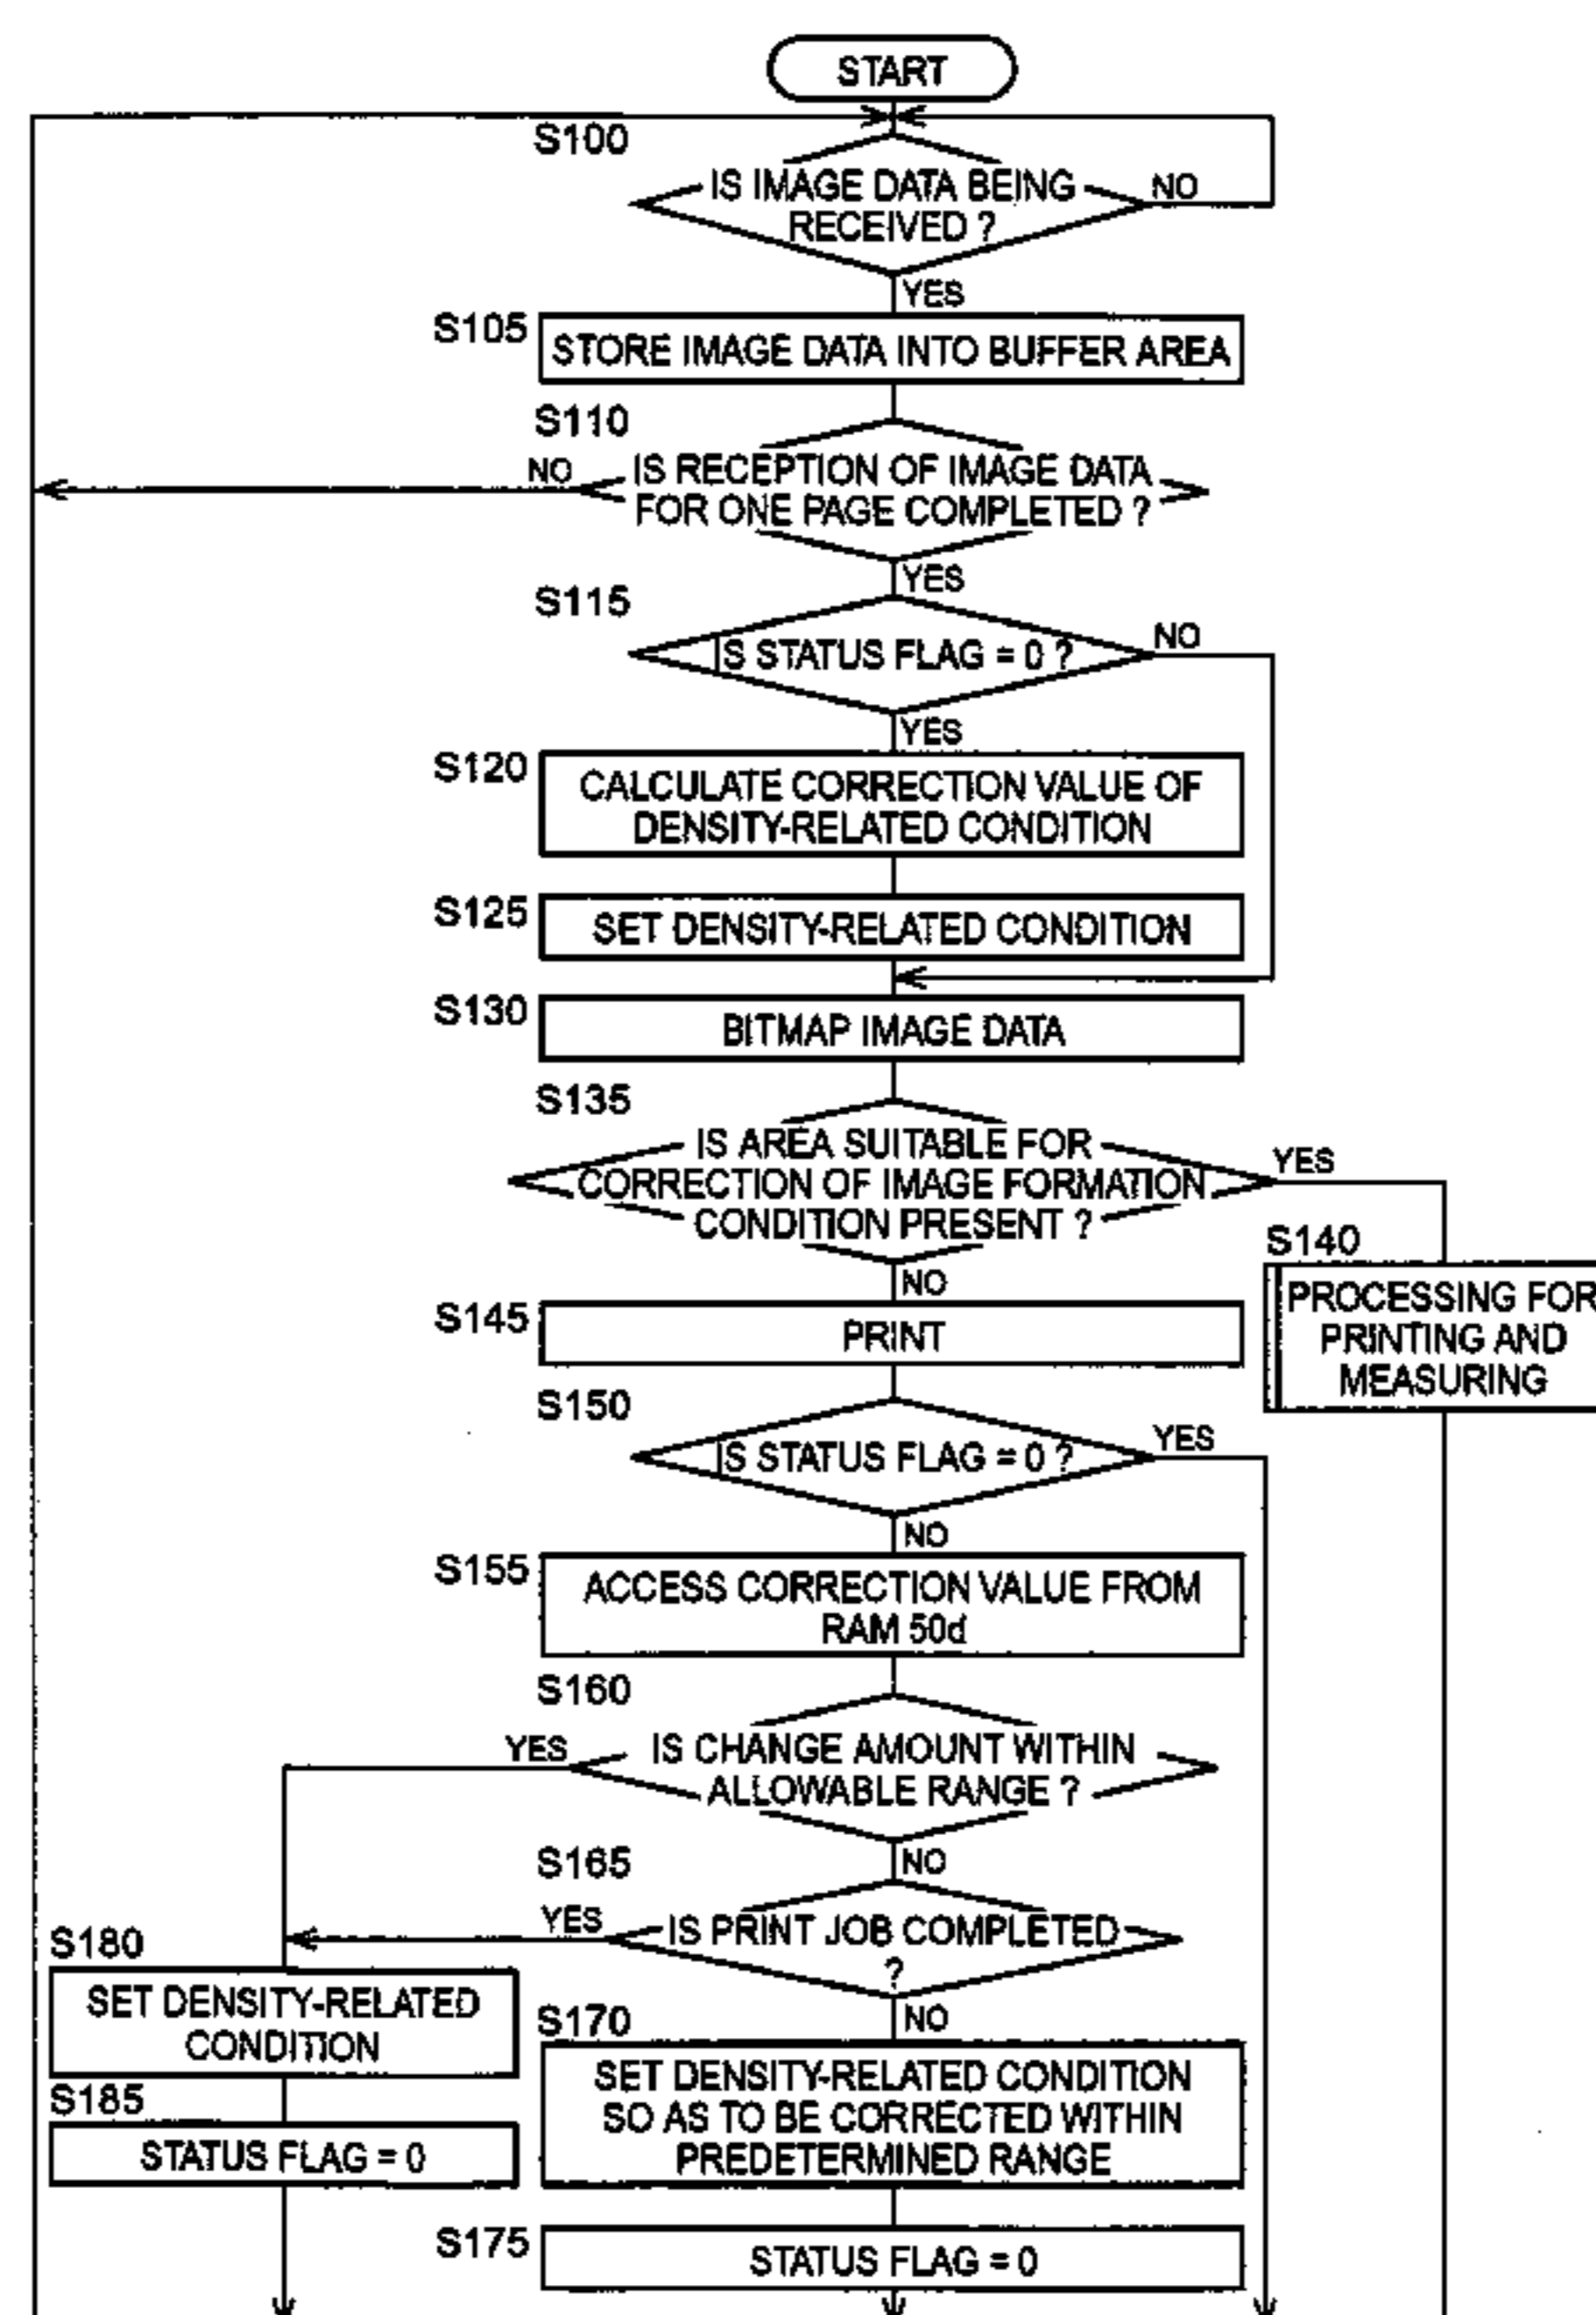 START
S100
IS IMAGE DATA BEING
RECEIVED ?
NO
YES
S105
STORE IMAGE DATA INTO BUFFER AREA
S110
NO
IS RECEPTION OF IMAGE DATA
FOR ONE PAGE COMPLETED ?
YES
S115
IS STATUS FLAG = 0 ?
NO
YES
S120
CALCULATE CORRECTION VALUE OF
DENSITY-RELATED CONDITION
S125
SET DENSITY-RELATED CONDITION
S130
BITMAP IMAGE DATA
S135
IS AREA SUITABLE FOR
CORRECTION OF IMAGE FORMATION
CONDITION PRESENT ?
YES
NO
S140
PROCESSING FOR
PRINTING AND
MEASURING
S145
PRINT
S150
IS STATUS FLAG = 0 ?
YES
NO
S155
ACCESS CORRECTION VALUE FROM
RAM 50d
S160
YES
IS CHANGE AMOUNT WITHIN
ALLOWABLE RANGE ?
NO
S165
YES
IS PRINT JOB COMPLETED
?
NO
S180
SET DENSITY-RELATED
CONDITION
S185
STATUS FLAG = 0
S170
SET DENSITY-RELATED CONDITION
SO AS TO BE CORRECTED WITHIN
PREDETERMINED RANGE
S175
STATUS FLAG = 0